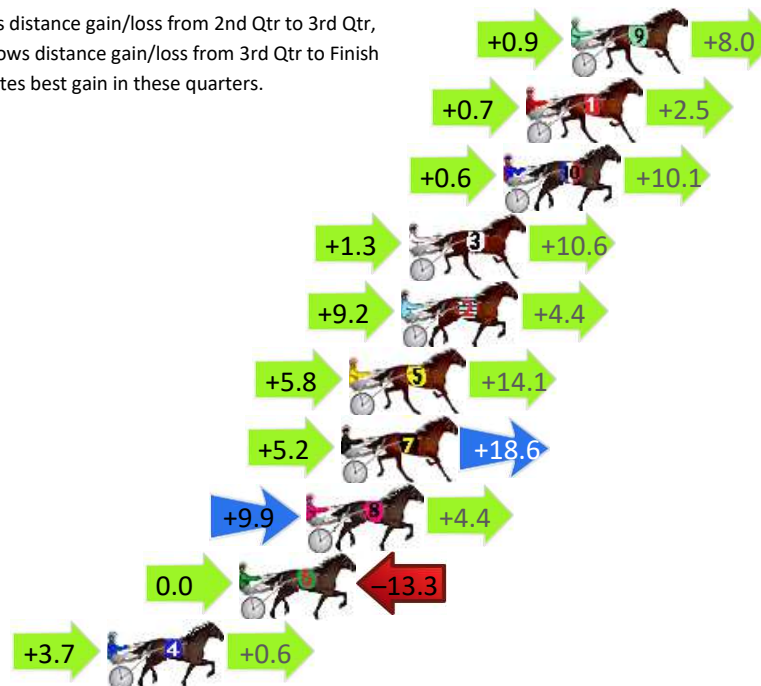 s distance gain/loss from 2nd Qtr to 3rd Qtr,
ows distance gain/loss from 3rd Qtr to Finish
tes best gain in these quarters.
+0.9 9 +8.0
+0.7 1 +2.5
+0.6 10 +10.1
+1.3 3 +10.6
+9.2 +4.4
+5.8 5 +14.1
+5.2 7 +18.6
+9.9 8 +4.4
0.0 6 −13.3
+3.7 4 +0.6